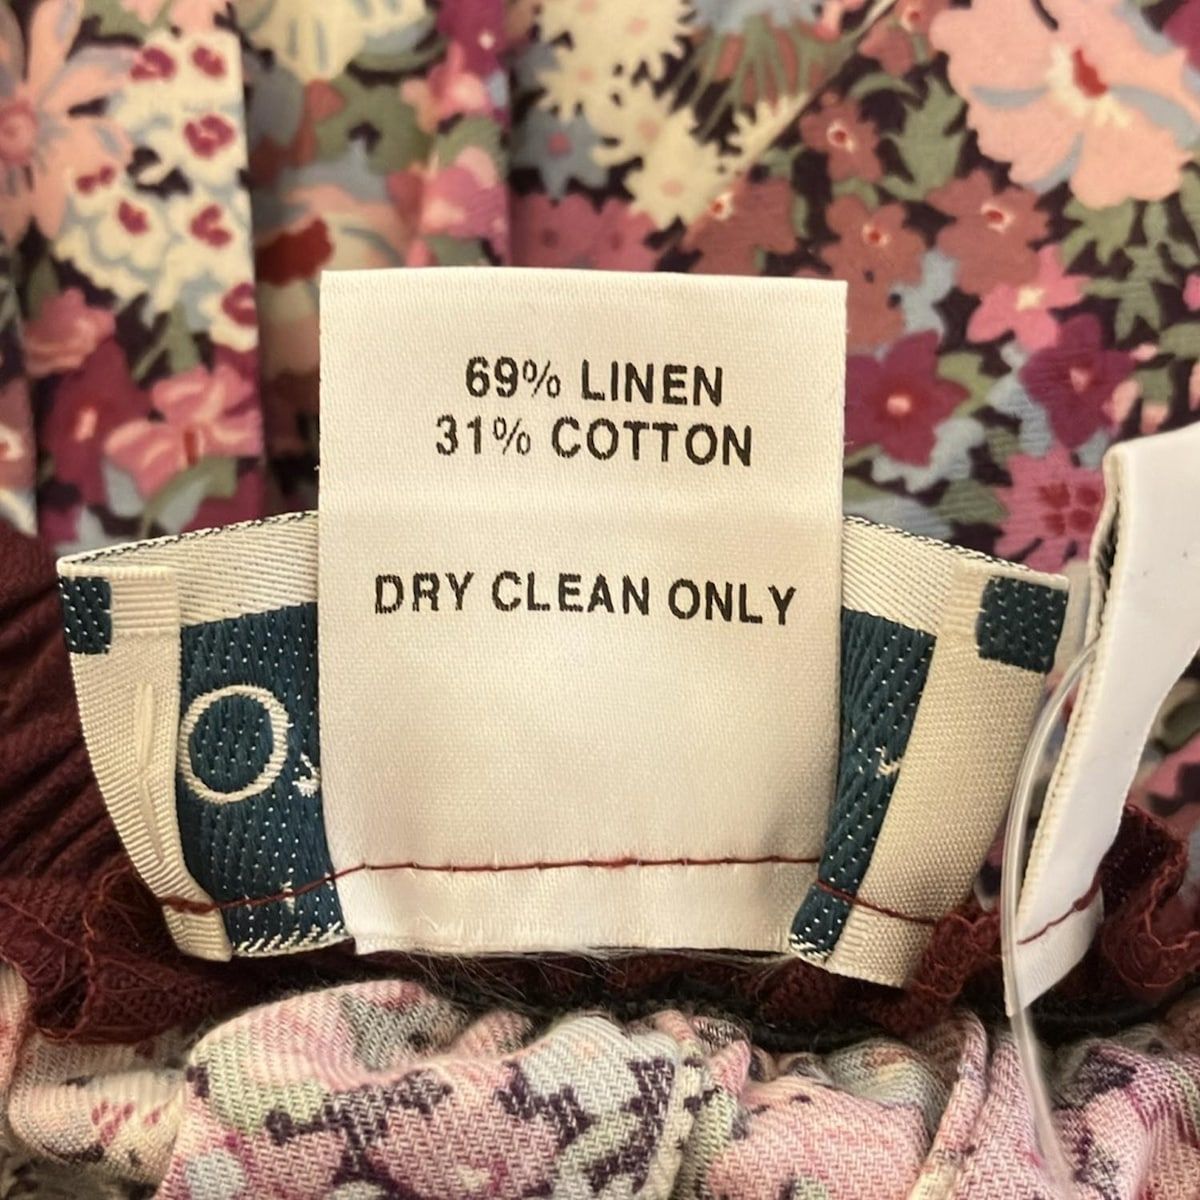 69% LINEN
31% COTTON
DRY CLEAN ONLY